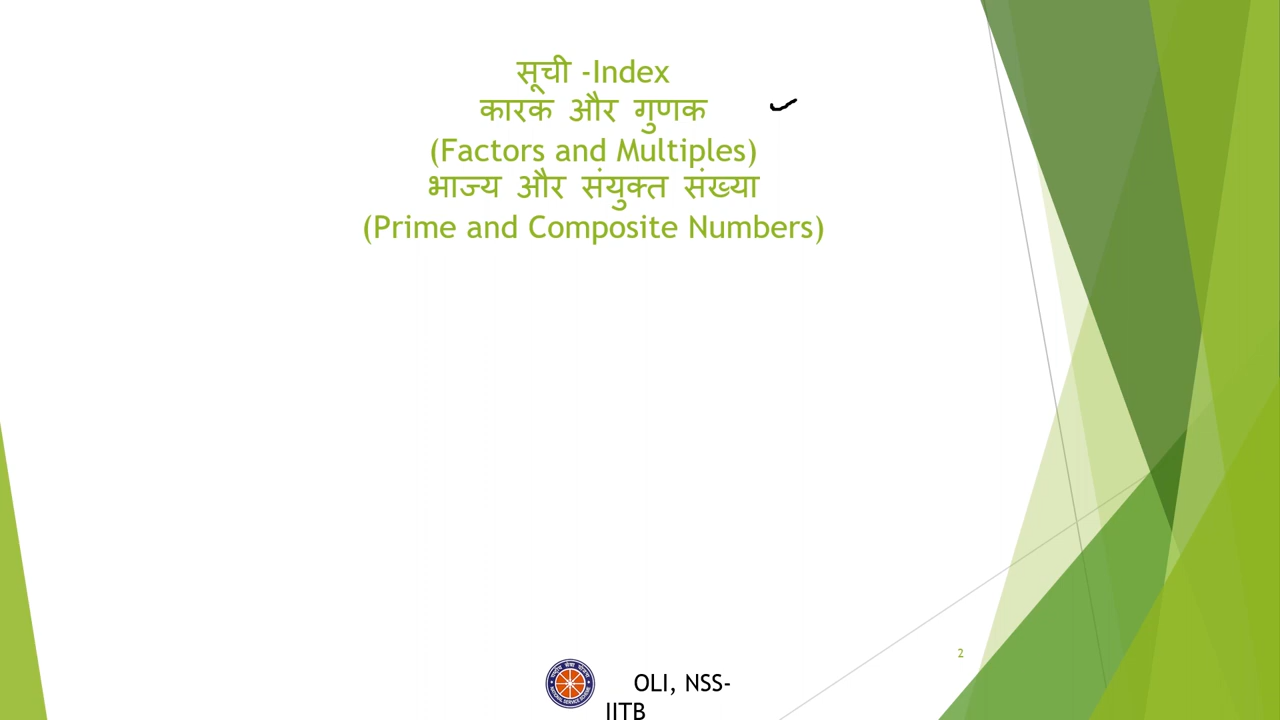 सूची -Index
कारक और गुणक
(Factors and Multiples)
भाज्य और संयुक्त संख्या
(Prime and Composite Numbers)
2
OLI, NSS-
IITB